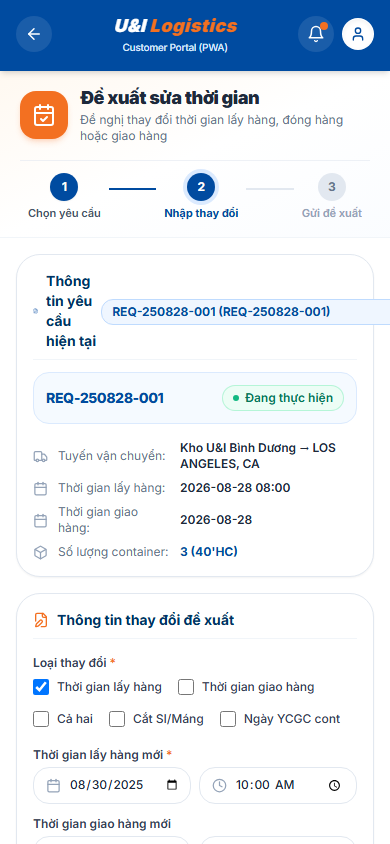 U&I Logistics
Customer Portal (PWA)
Đề xuất sửa thời gian
Đề nghị thay đổi thời gian lấy hàng, đóng hàng
hoặc giao hàng
1
2
3
Chọn yêu cầu
Nhập thay đổi
Gửi đề xuất
Thông
tin yêu
cầu
hiện tại
REQ-250828-001 (REQ-250828-001)
REQ-250828-001
Đang thực hiện
Tuyến vận chuyển:
Kho U&I Bình Dương → LOS
ANGELES, CA
Thời gian lấy hàng:
2026-08-28 08:00
Thời gian giao
hàng:
2026-08-28
Số lượng container:
3 (40'HC)
Thông tin thay đổi đề xuất
Loại thay đổi *
Thời gian lấy hàng
Thời gian giao hàng
Cả hai
Cắt SI/Máng
Ngày YCGC cont
Thời gian lấy hàng mới *
08/30/2025
10:00 AM
Thời gian giao hàng mới